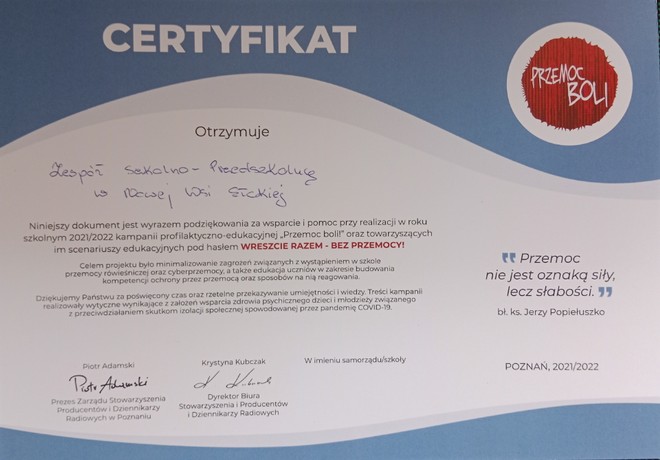 CERTYFIKAT
PRZEMOC
BOLI
Otrzymuje
Zespół Szkolno-Przedszkolny
w Nowej Wsi Ełckiej
Niniejszy dokument jest wyrazem podziękowania za wsparcie i pomoc przy realizacji w roku
szkolnym 2021/2022 kampanii profilaktyczno-edukacyjnej „Przemoc boli!” oraz towarzyszących
im scenariuszy edukacyjnych pod hasłem WRESZCIE RAZEM - BEZ PRZEMOCY!
Celem projektu było minimalizowanie zagrożeń związanych z wystąpieniem w szkole
przemocy rówieśniczej oraz cyberprzemocy, a także edukacja uczniów w zakresie budowania
kompetencji ochrony przez przemocą oraz sposobów na nią reagowania.
Dziękujemy Państwu za poświęcony czas oraz rzetelne przekazywanie umiejętności i wiedzy. Treści kampanii
realizowały wytyczne wynikające z założeń wsparcia zdrowia psychicznego dzieci i młodzieży związanego
z przeciwdziałaniem skutkom izolacji społecznej spowodowanej przez pandemię COVID-19.
"Przemoc
nie jest oznaką siły,
lecz słabości."
bł. ks. Jerzy Popiełuszko
Piotr Adamski
Piotr Adamski
Prezes Zarządu Stowarzyszenia
Producentów i Dziennikarzy
Radiowych w Poznaniu
Krystyna Kubczak
Dyrektor Biura
Stowarzyszenia i Producentów
i Dziennikarzy Radiowych
W imieniu samorządu/szkoły
POZNAŃ, 2021/2022